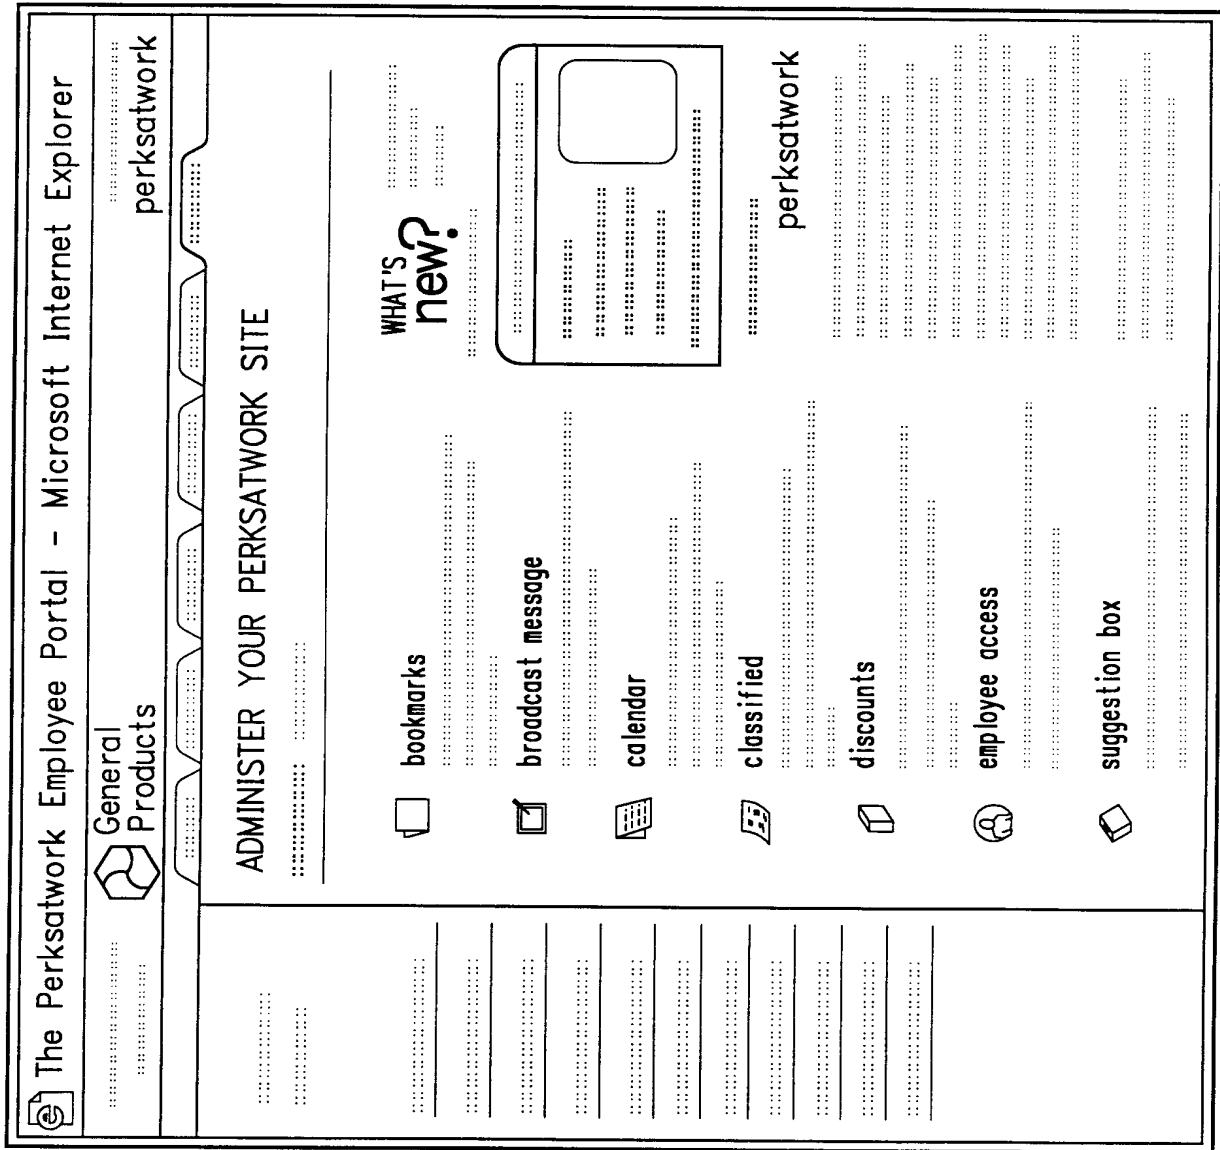 The Perksatwork Employee Portal - Microsoft Internet Explorer
General
Products
perksatwork
ADMINISTER YOUR PERKSATWORK SITE
bookmarks
broadcast message
calendar
classified
discounts
employee access
suggestion box
WHAT'S
new?
perksatwork